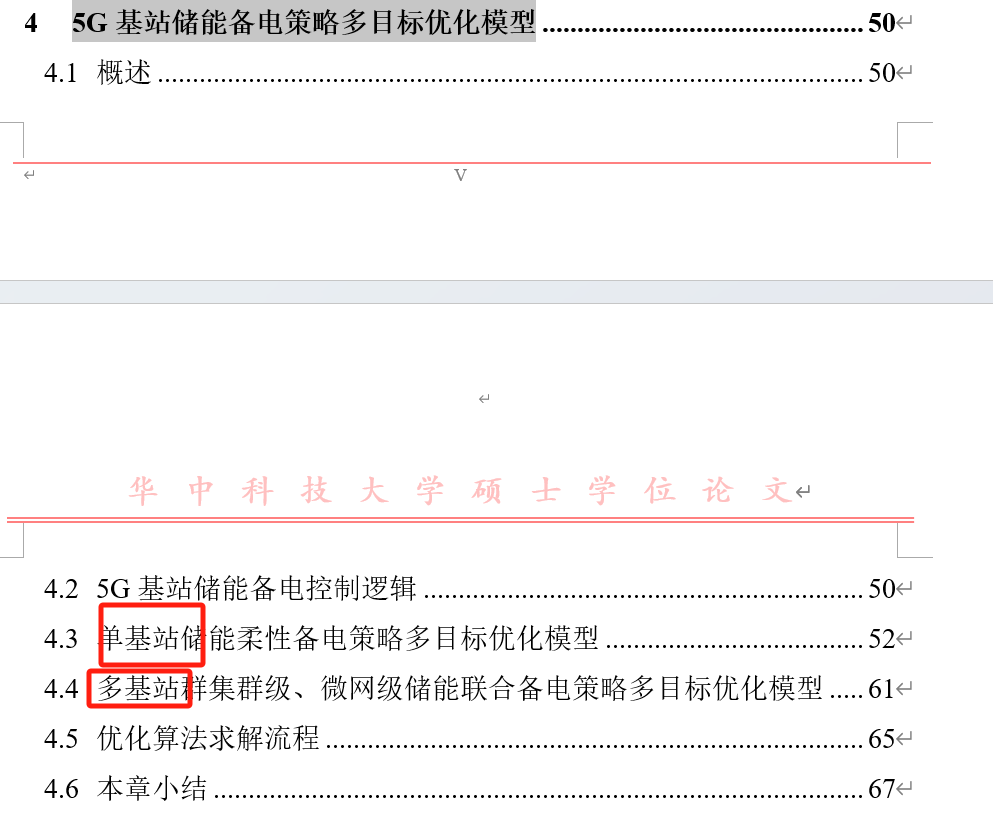 4 5G 基站储能备电策略多目标优化模型 ............................................. 50
4.1 概述 ..................................................................................................... 50
V
华中科技大学硕士学位论文
4.2 5G 基站储能备电控制逻辑 ............................................................... 50
4.3 单基站储能柔性备电策略多目标优化模型 ..................................... 52
4.4 多基站群集群级、微网级储能联合备电策略多目标优化模型 ..... 61
4.5 优化算法求解流程 ............................................................................. 65
4.6 本章小结 ............................................................................................. 67